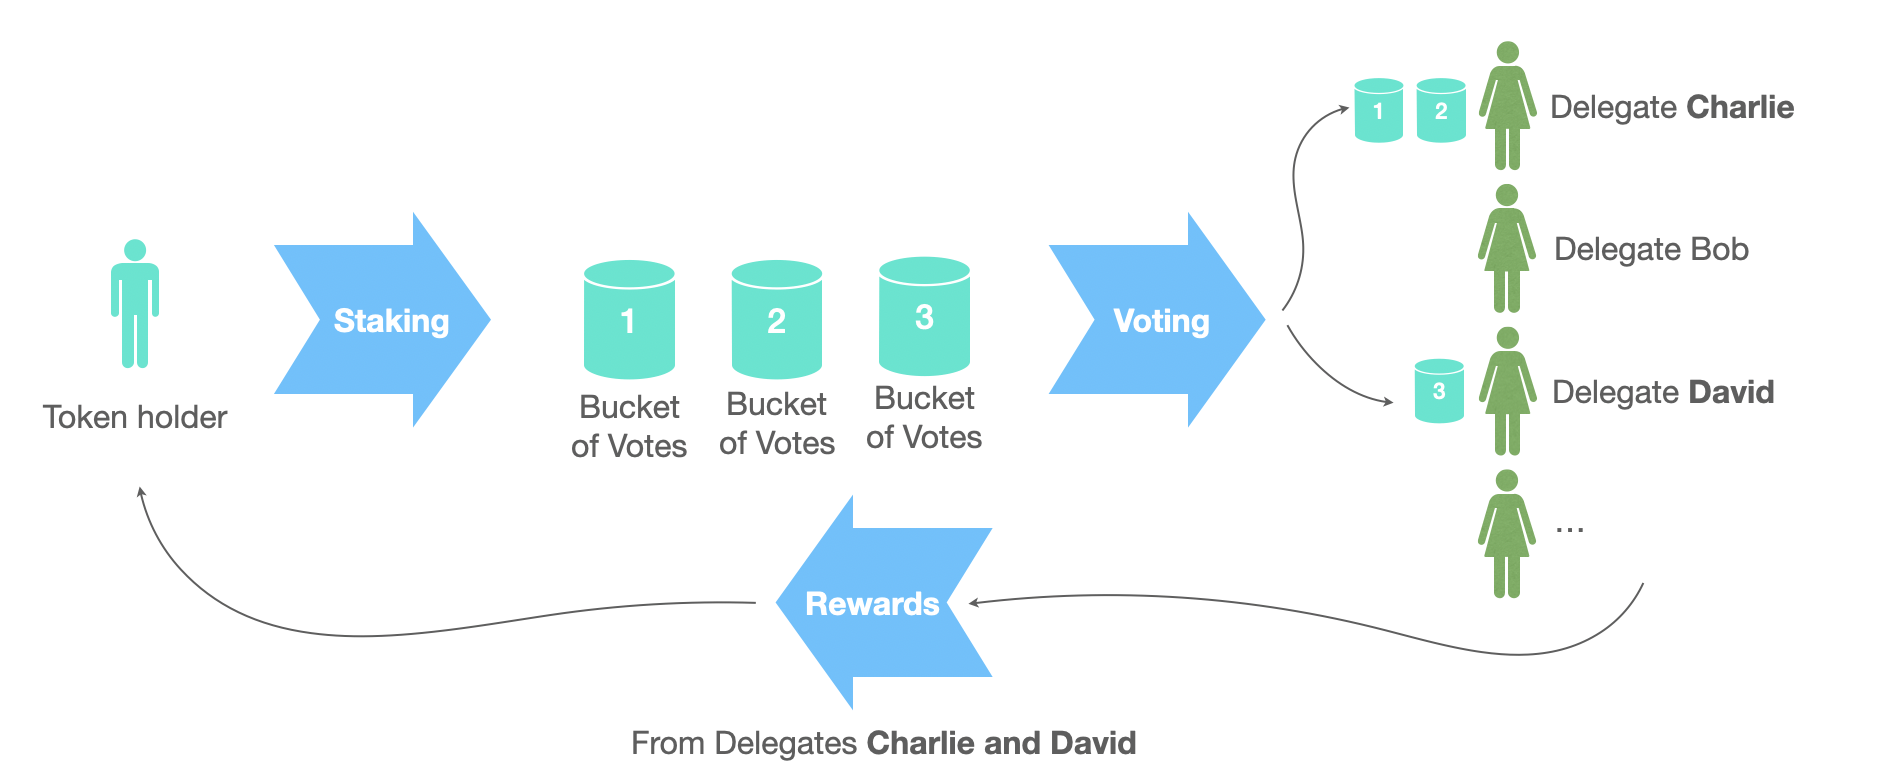 Token holder
Staking
1
Bucket
of Votes
2
Bucket
of Votes
3
Bucket
of Votes
Voting
1
2
Delegate Charlie
Delegate Bob
3
Delegate David
...
Rewards
From Delegates Charlie and David